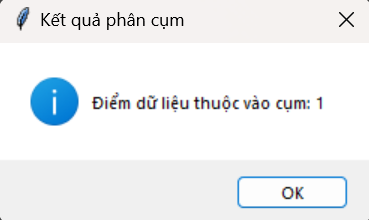 Kết quả phân cụm
Điểm dữ liệu thuộc vào cụm: 1
OK